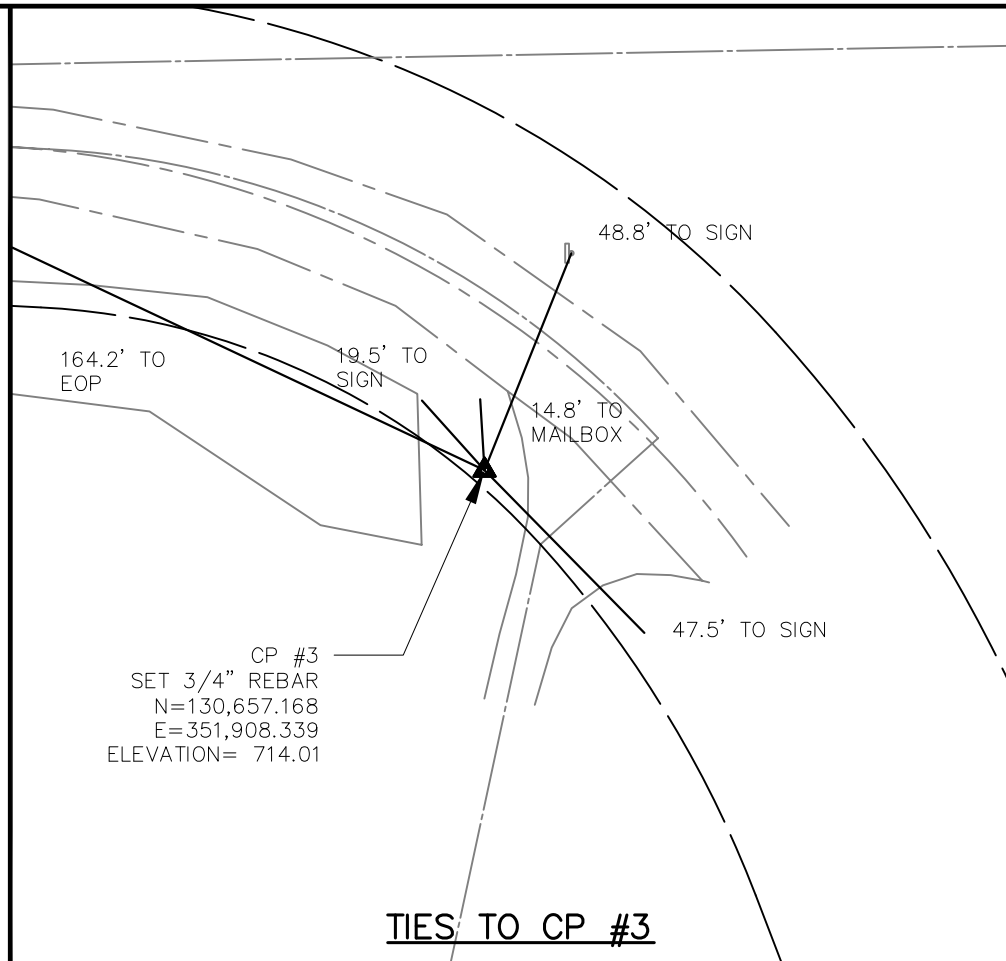 48.8' TO SIGN
164.2' TO
EOP
19.5' TO
SIGN
14.8' TO
MAILBOX
47.5' TO SIGN
CP #3
SET 3/4" REBAR
N=130,657.168
E=351,908.339
ELEVATION= 714.01
TIES TO CP #3